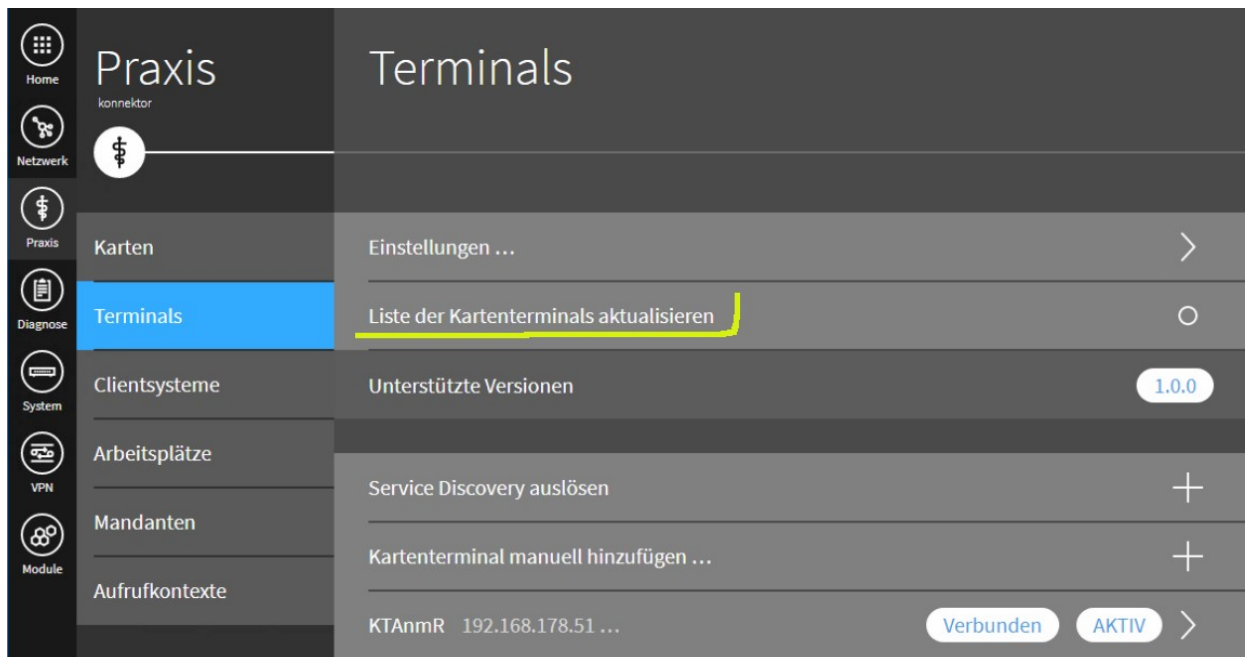 Home
Netzwerk
Praxis
Diagnose
System
VPN
Module
Praxis
konnektor
Karten
Terminals
Clientsysteme
Arbeitsplätze
Mandanten
Aufrufkontexte
Terminals
Einstellungen ...
Liste der Kartenterminals aktualisieren
Unterstützte Versionen 1.0.0
Service Discovery auslösen
Kartenterminal manuell hinzufügen ...
KTAnmR 192.168.178.51 ... Verbunden AKTIV